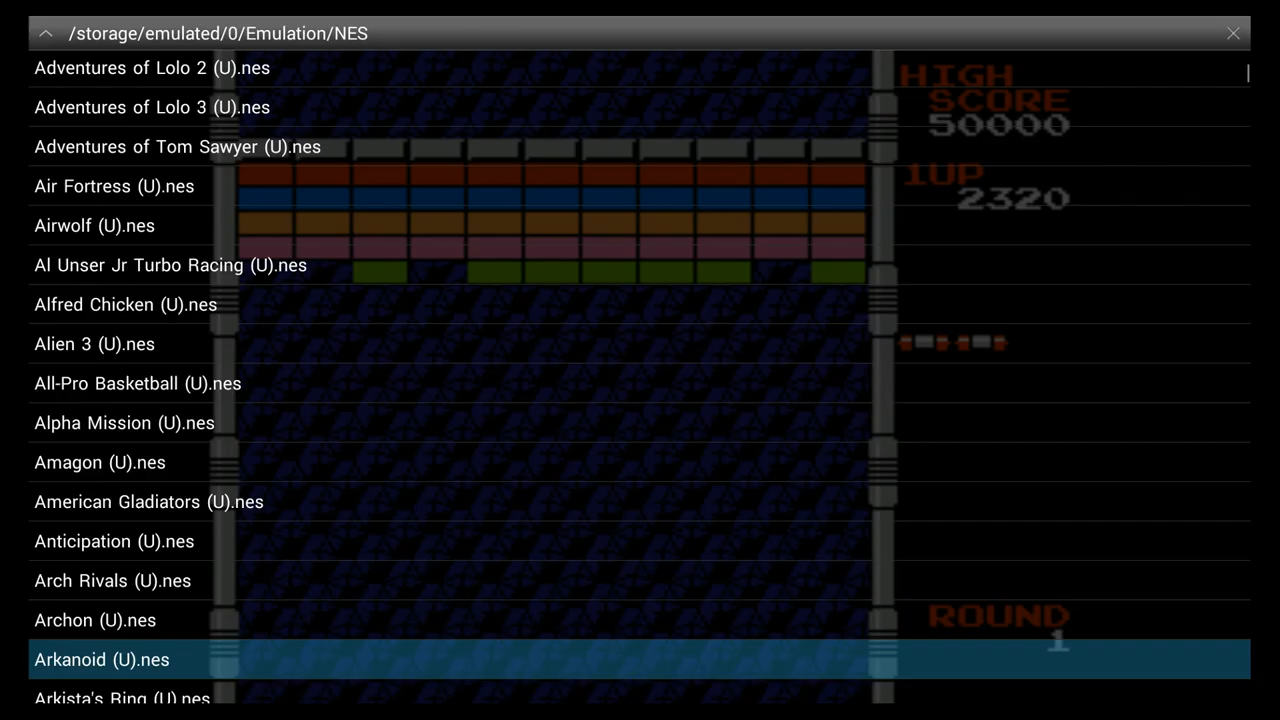 /storage/emulated/0/Emulation/NES
Adventures of Lolo 2 (U).nes
Adventures of Lolo 3 (U).nes
Adventures of Tom Sawyer (U).nes
Air Fortress (U).nes
Airwolf (U).nes
Al Unser Jr Turbo Racing (U).nes
Alfred Chicken (U).nes
Alien 3 (U).nes
All-Pro Basketball (U).nes
Alpha Mission (U).nes
Amagon (U).nes
American Gladiators (U).nes
Anticipation (U).nes
Arch Rivals (U).nes
Archon (U).nes
Arkanoid (U).nes
Arkista's Ring (U).nes
HIGH
SCORE
50000
1UP
2320
ROUND
1